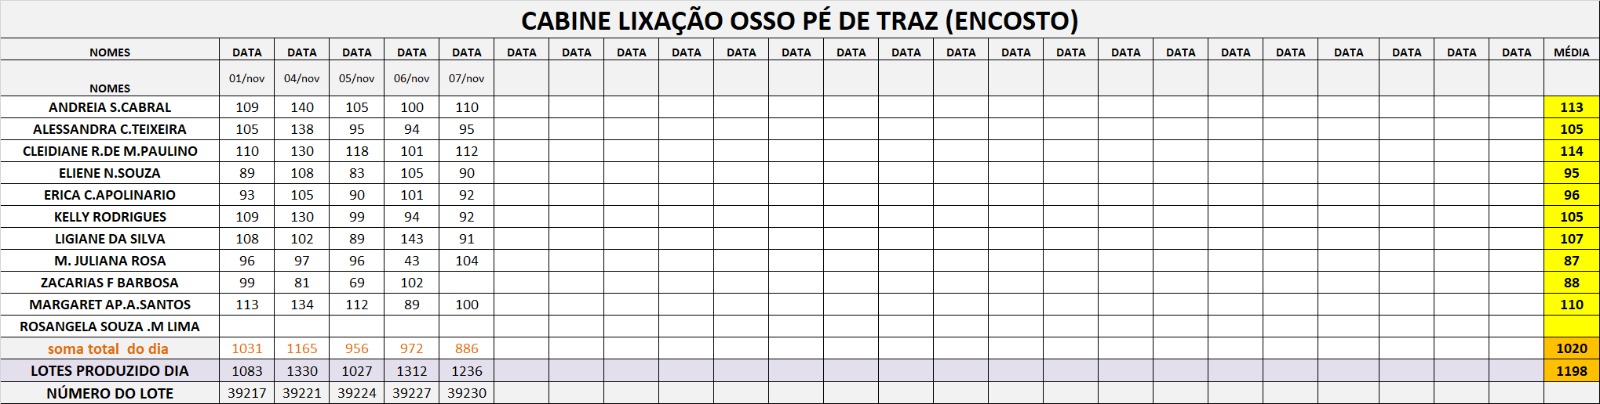 CABINE LIXAÇÃO OSSO PÉ DE TRAZ (ENCOSTO)
NOMES DATA DATA DATA DATA DATA DATA DATA DATA DATA DATA DATA DATA DATA DATA DATA DATA DATA DATA DATA DATA DATA DATA DATA DATA MÉDIA
NOMES 01/nov 04/nov 05/nov 06/nov 07/nov
ANDREIA S.CABRAL 109 140 105 100 110 113
ALESSANDRA C.TEIXEIRA 105 138 95 94 95 105
CLEIDIANE R.DE M.PAULINO 110 130 118 101 112 114
ELIENE N.SOUZA 89 108 83 105 90 95
ERICA C.APOLINARIO 93 105 90 101 92 96
KELLY RODRIGUES 109 130 99 94 92 105
LIGIANE DA SILVA 108 102 89 143 91 107
M. JULIANA ROSA 96 97 96 43 104 87
ZACARIAS F BARBOSA 99 81 69 102 88
MARGARET AP.A.SANTOS 113 134 112 89 100 110
ROSANGELA SOUZA .M LIMA
soma total do dia 1031 1165 956 972 886 1020
LOTES PRODUZIDO DIA 1083 1330 1027 1312 1236 1198
NÚMERO DO LOTE 39217 39221 39224 39227 39230